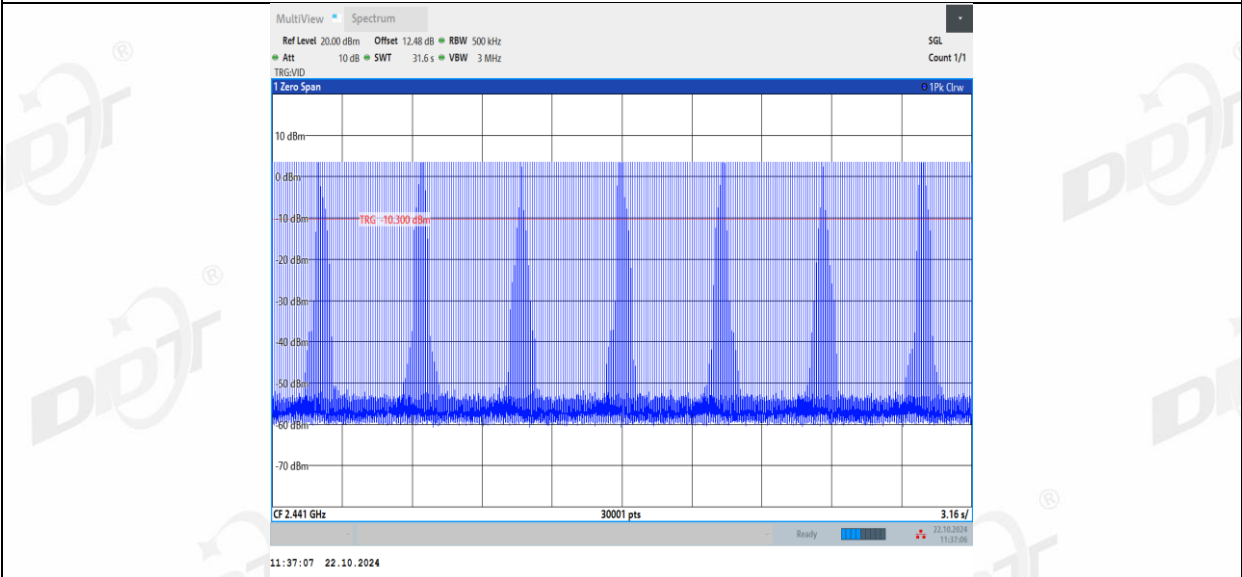 MultiView Spectrum
Ref Level 20.00 dBm Offset 12.48 dB RBW 500 kHz SGL
Att 10 dB SWT 31.6 s VBW 3 MHz Count 1/1
TRG:VID
1 Zero Span 1Pk Clrw
10 dBm
0 dBm
-10 dBm
TRG -10.300 dBm
-20 dBm
-30 dBm
-40 dBm
-50 dBm
-60 dBm
-70 dBm
CF 2.441 GHz 30001 pts 3.16 s/
Ready 22.10.2024
11:37:06
11:37:07 22.10.2024
DDT
®
DDT
®
DDT
DDT
®